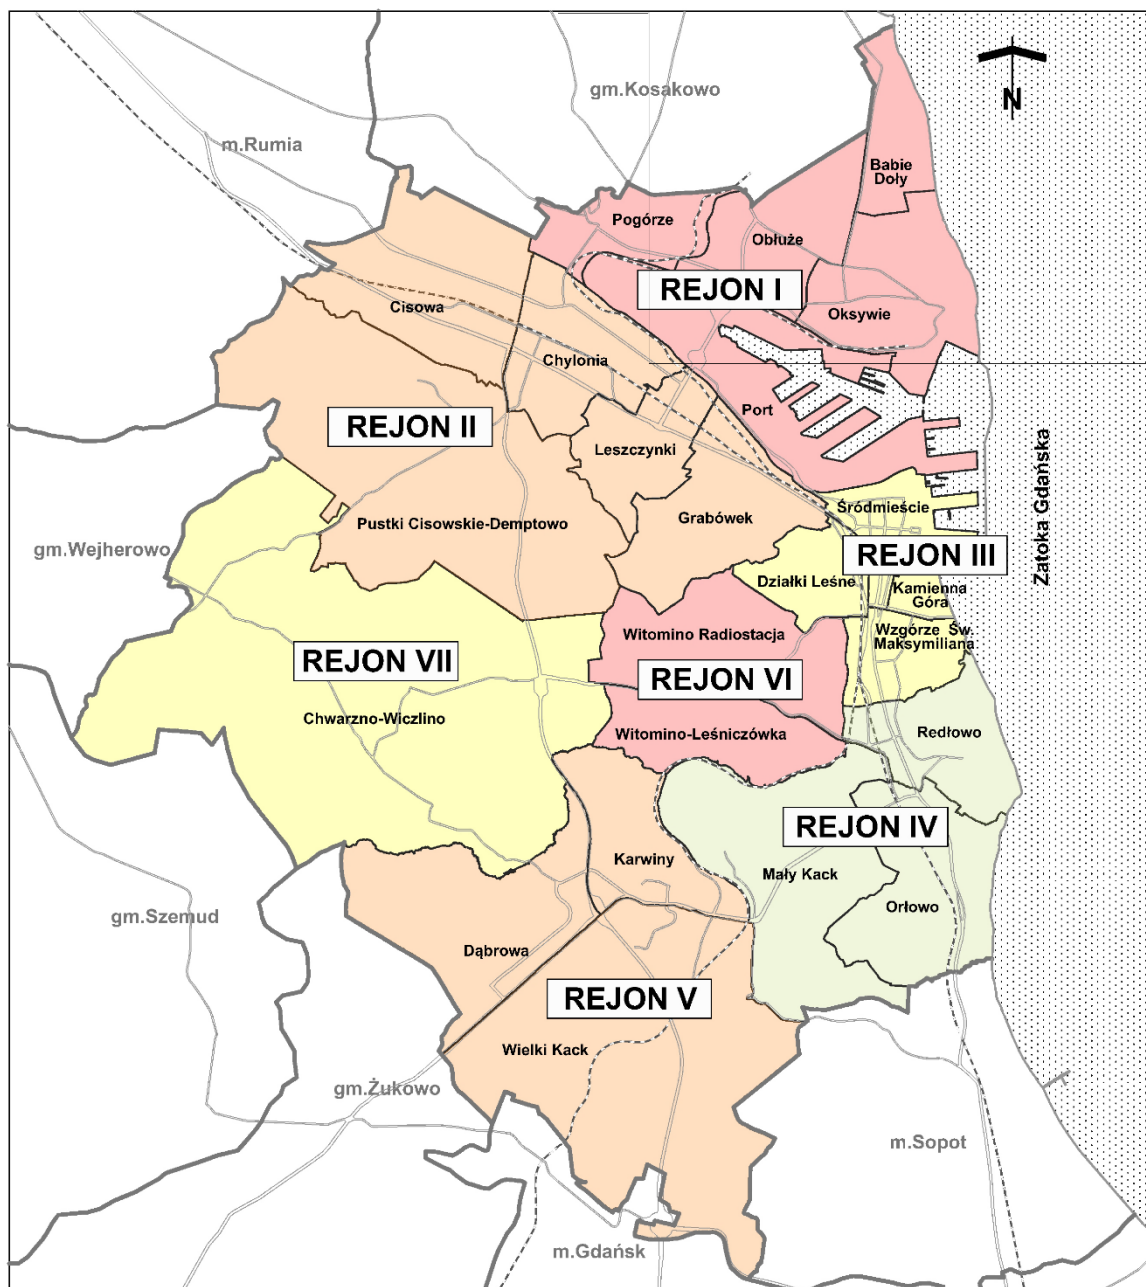 gm.Kosakowo
N
m.Rumia
Babie
Doły
Pogórze
Obłuże
REJON I
Cisowa
Oksywie
Chylonia
Port
REJON II
Leszczynki
Zatoka Gdańska
Śródmieście
Grabówek
Pustki Cisowskie-Demptowo
gm.Wejherowo
REJON III
Działki Leśne
Kamienna
Góra
Witomino Radiostacja
Wzgórze Św.
Maksymiliana
REJON VII
REJON VI
Chwarzno-Wiczlino
Witomino-Leśniczówka
Redłowo
REJON IV
Karwiny
Mały Kack
Orłowo
gm.Szemud
Dąbrowa
REJON V
Wielki Kack
gm.Żukowo
m.Sopot
m.Gdańsk